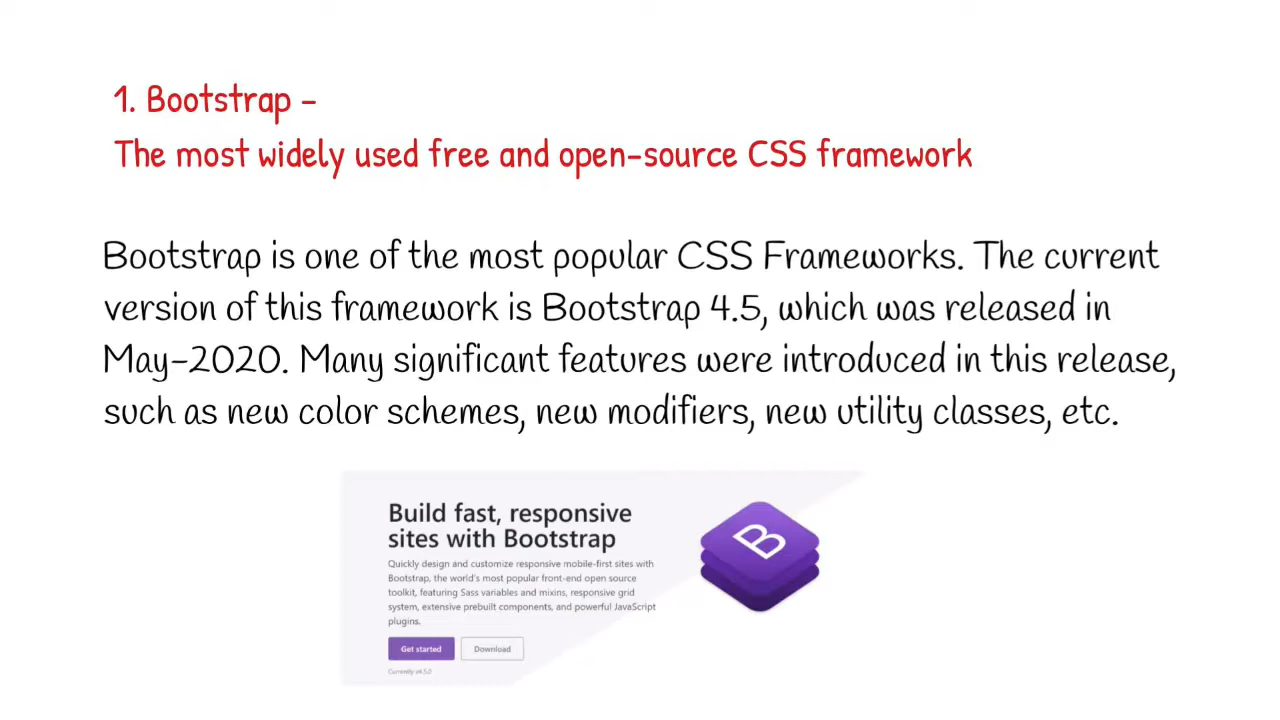 1. Bootstrap -
The most widely used free and open-source CSS framework
Bootstrap is one of the most popular CSS Frameworks. The current
version of this framework is Bootstrap 4.5, which was released in
May-2020. Many significant features were introduced in this release,
such as new color schemes, new modifiers, new utility classes, etc.
Build fast, responsive
sites with Bootstrap
Quickly design and customize responsive mobile-first sites with
Bootstrap, the world's most popular front-end open source
toolkit, featuring Sass variables and mixins, responsive grid
system, extensive prebuilt components, and powerful JavaScript
plugins.
Get started Download
Currently v4.5.0
B